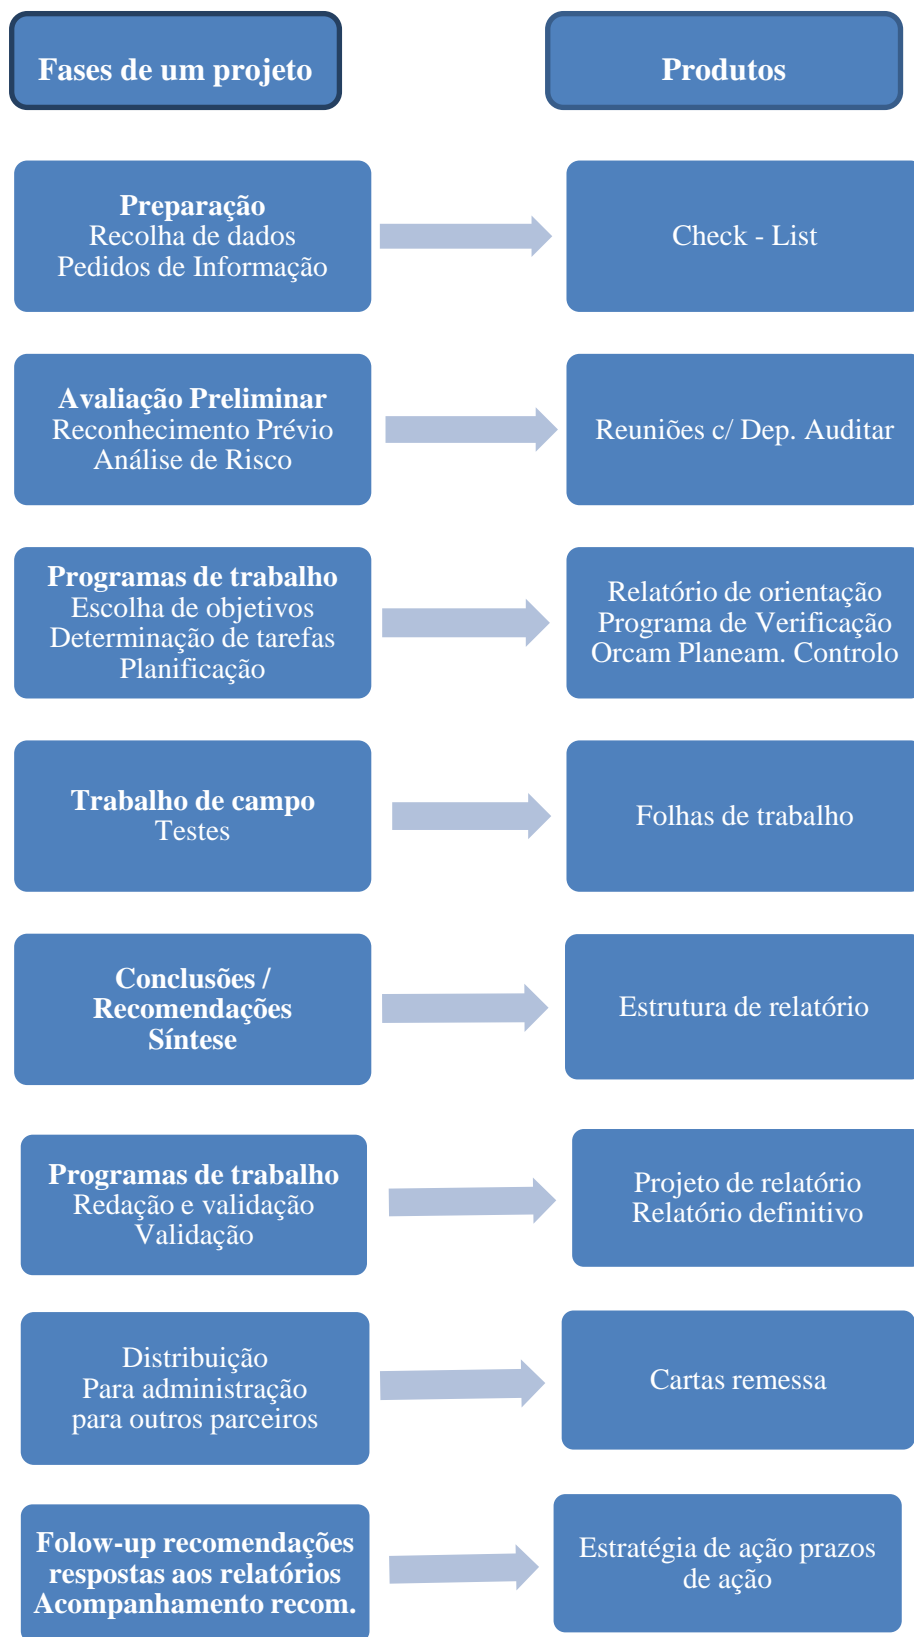 Fases de um projeto
Produtos
Preparação
Recolha de dados
Pedidos de Informação
Check - List
Avaliação Preliminar
Reconhecimento Prévio
Análise de Risco
Reuniões c/ Dep. Auditar
Programas de trabalho
Escolha de objetivos
Determinação de tarefas
Planificação
Relatório de orientação
Programa de Verificação
Orcam Planeam. Controlo
Trabalho de campo
Testes
Folhas de trabalho
Conclusões /
Recomendações
Síntese
Estrutura de relatório
Programas de trabalho
Redação e validação
Validação
Projeto de relatório
Relatório definitivo
Distribuição
Para administração
para outros parceiros
Cartas remessa
Folow-up recomendações
respostas aos relatórios
Acompanhamento recom.
Estratégia de ação prazos
de ação